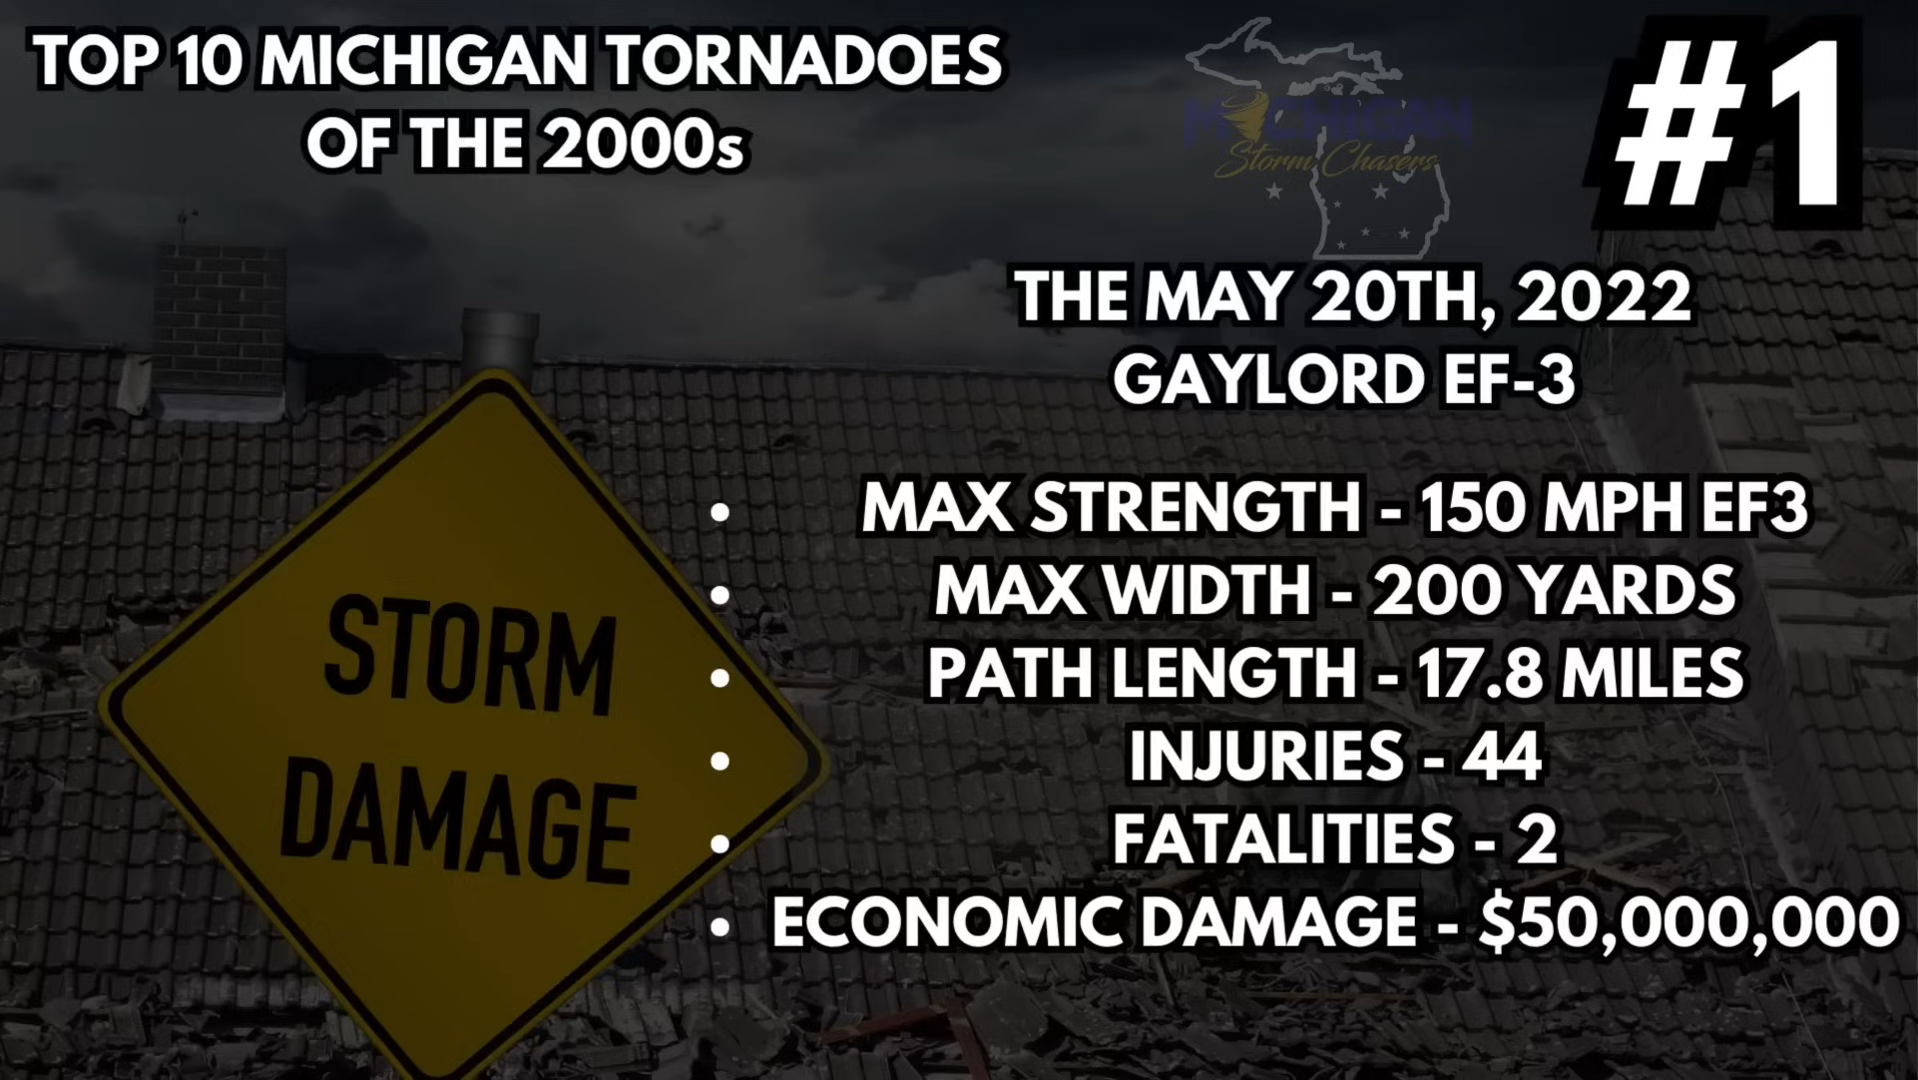 TOP 10 MICHIGAN TORNADOES
OF THE 2000s
#1
MICHIGAN
Storm Chasers
THE MAY 20TH, 2022
GAYLORD EF-3
• MAX STRENGTH - 150 MPH EF3
• MAX WIDTH - 200 YARDS
• PATH LENGTH - 17.8 MILES
• INJURIES - 44
• FATALITIES - 2
• ECONOMIC DAMAGE - $50,000,000
STORM
DAMAGE